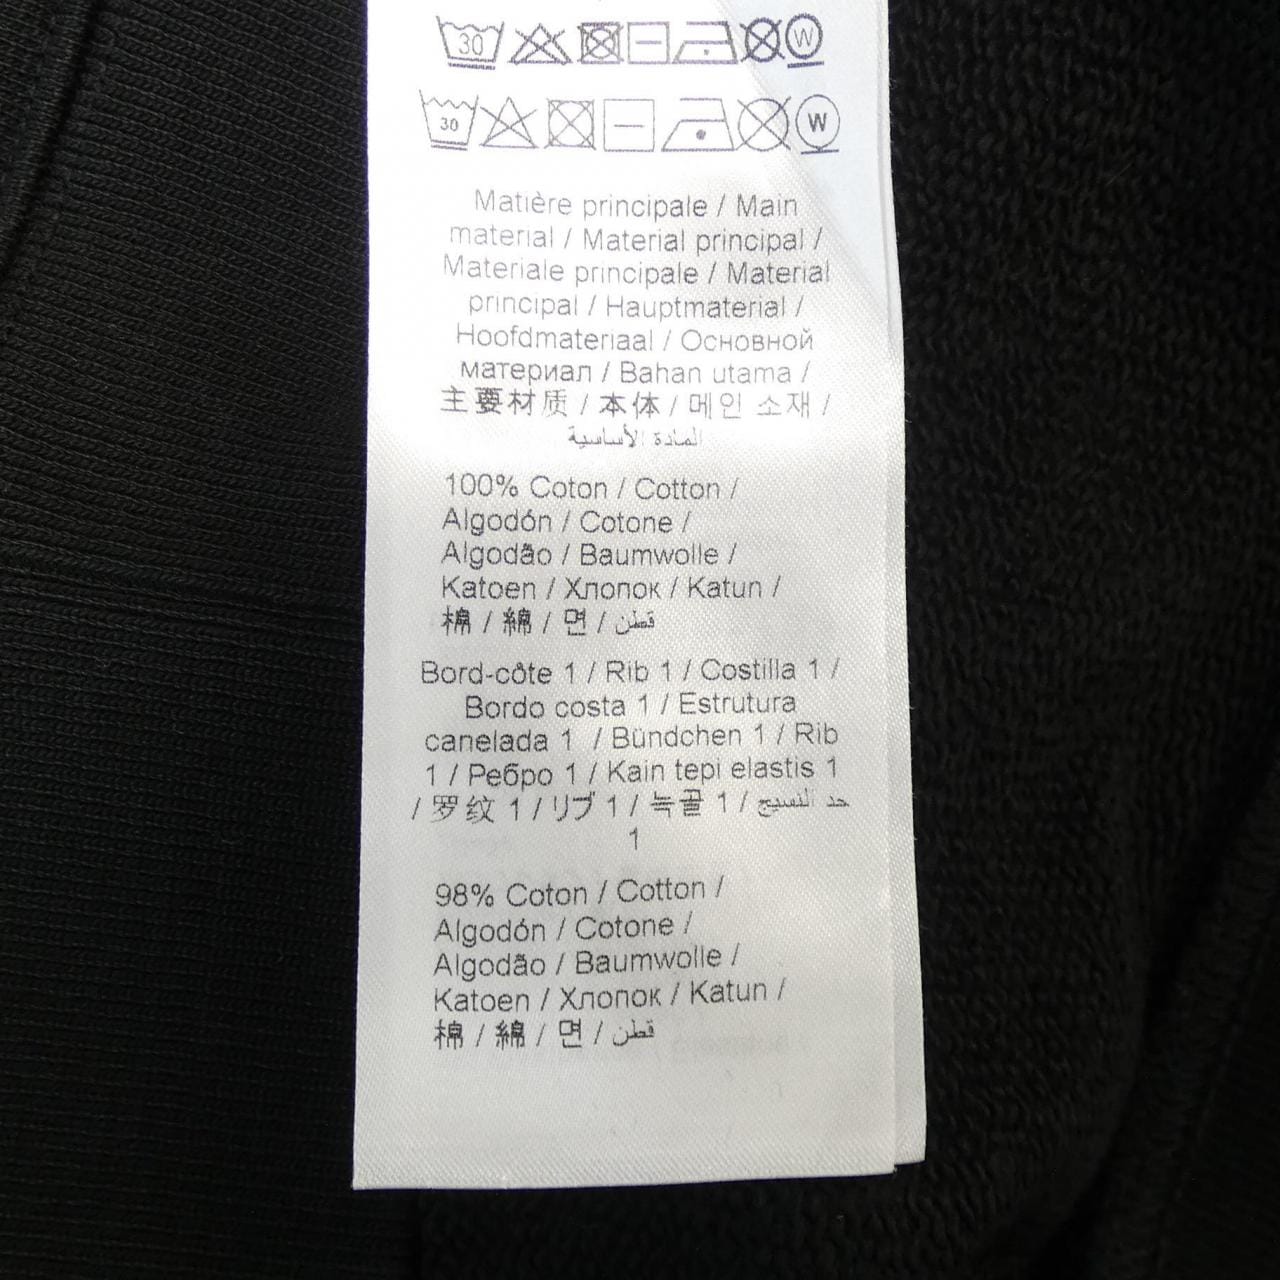 30 W
30 W
Matière principale / Main
material / Material principal /
Materiale principale / Material
principal / Hauptmaterial /
Hoofdmateriaal / Основной
материал / Bahan utama /
主要材质 / 本体 / 메인 소재 /
المادة الأساسية
100% Coton / Cotton /
Algodón / Cotone /
Algodão / Baumwolle /
Katoen / Хлопок / Katun /
棉 / 綿 / 면 / قطن
Bord-côte 1 / Rib 1 / Costilla 1 /
Bordo costa 1 / Estrutura
canelada 1 / Bündchen 1 / Rib
1 / Ребро 1 / Kain tepi elastis 1
/ 罗纹 1 / リブ 1 / 늑골 1 / حد النسيج
1
98% Coton / Cotton /
Algodón / Cotone /
Algodão / Baumwolle /
Katoen / Хлопок / Katun /
棉 / 綿 / 면 / قطن